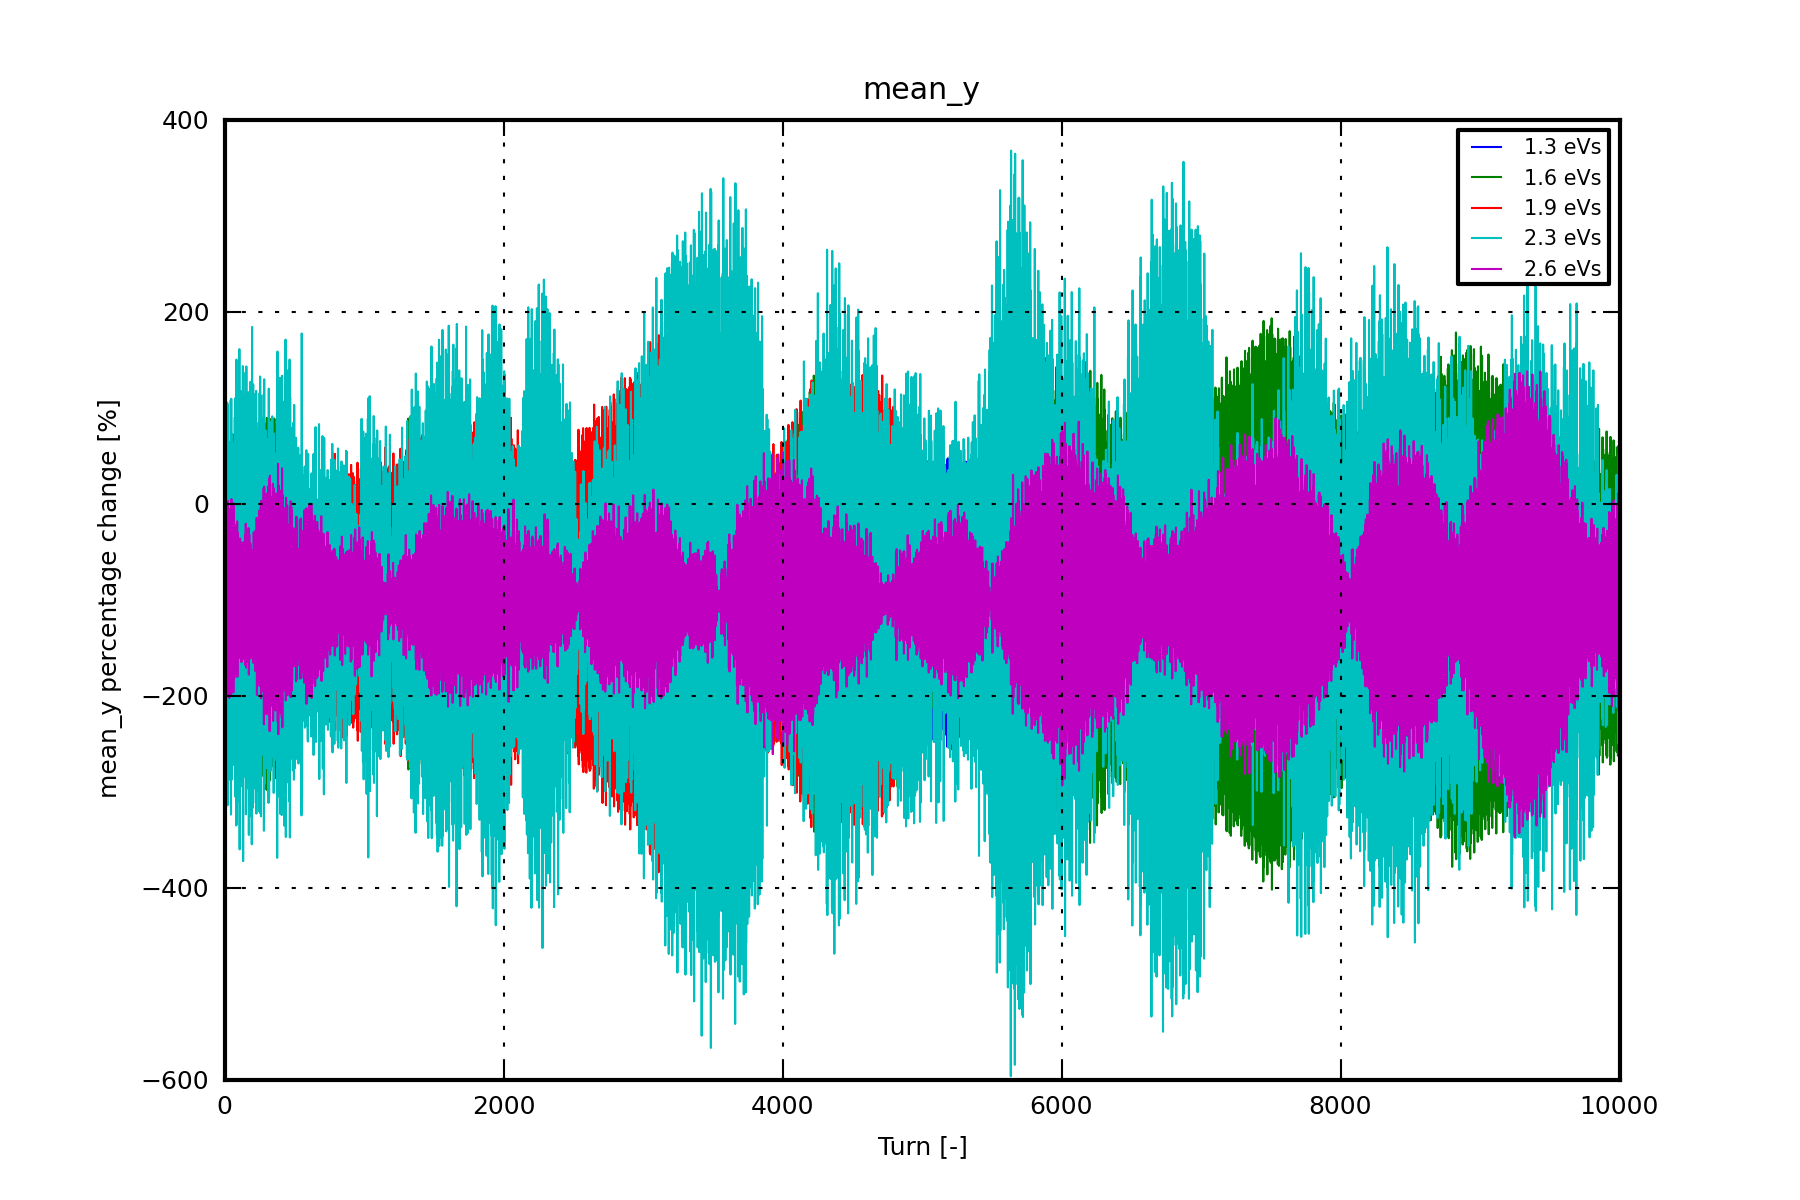 mean_y
400
200
0
−200
−400
−600
mean_y percentage change [%]
1.3 eVs
1.6 eVs
1.9 eVs
2.3 eVs
2.6 eVs
0 2000 4000 6000 8000 10000
Turn [-]